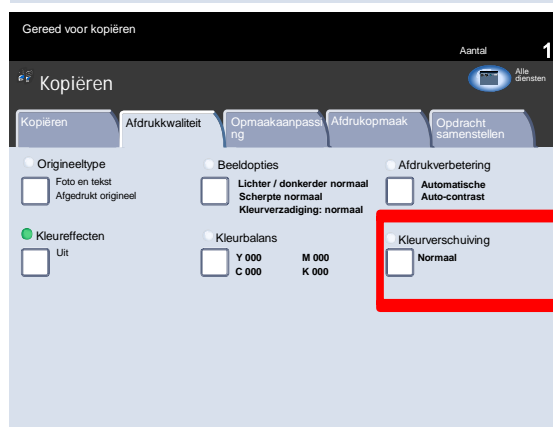 Gereed voor kopiëren
Aantal 1
Kopiëren
Alle
diensten
Kopiëren
Afdrukkwaliteit
Opmaakaanpassi
ng
Afdrukopmaak
Opdracht
samenstellen
Origineeltype
Foto en tekst
Afgedrukt origineel
Beeldopties
Lichter / donkerder normaal
Scherpte normaal
Kleurverzadiging: normaal
Afdrukverbetering
Automatische
Auto-contrast
Kleureffecten
Uit
Kleurbalans
Y 000 M 000
C 000 K 000
Kleurverschuiving
Normaal